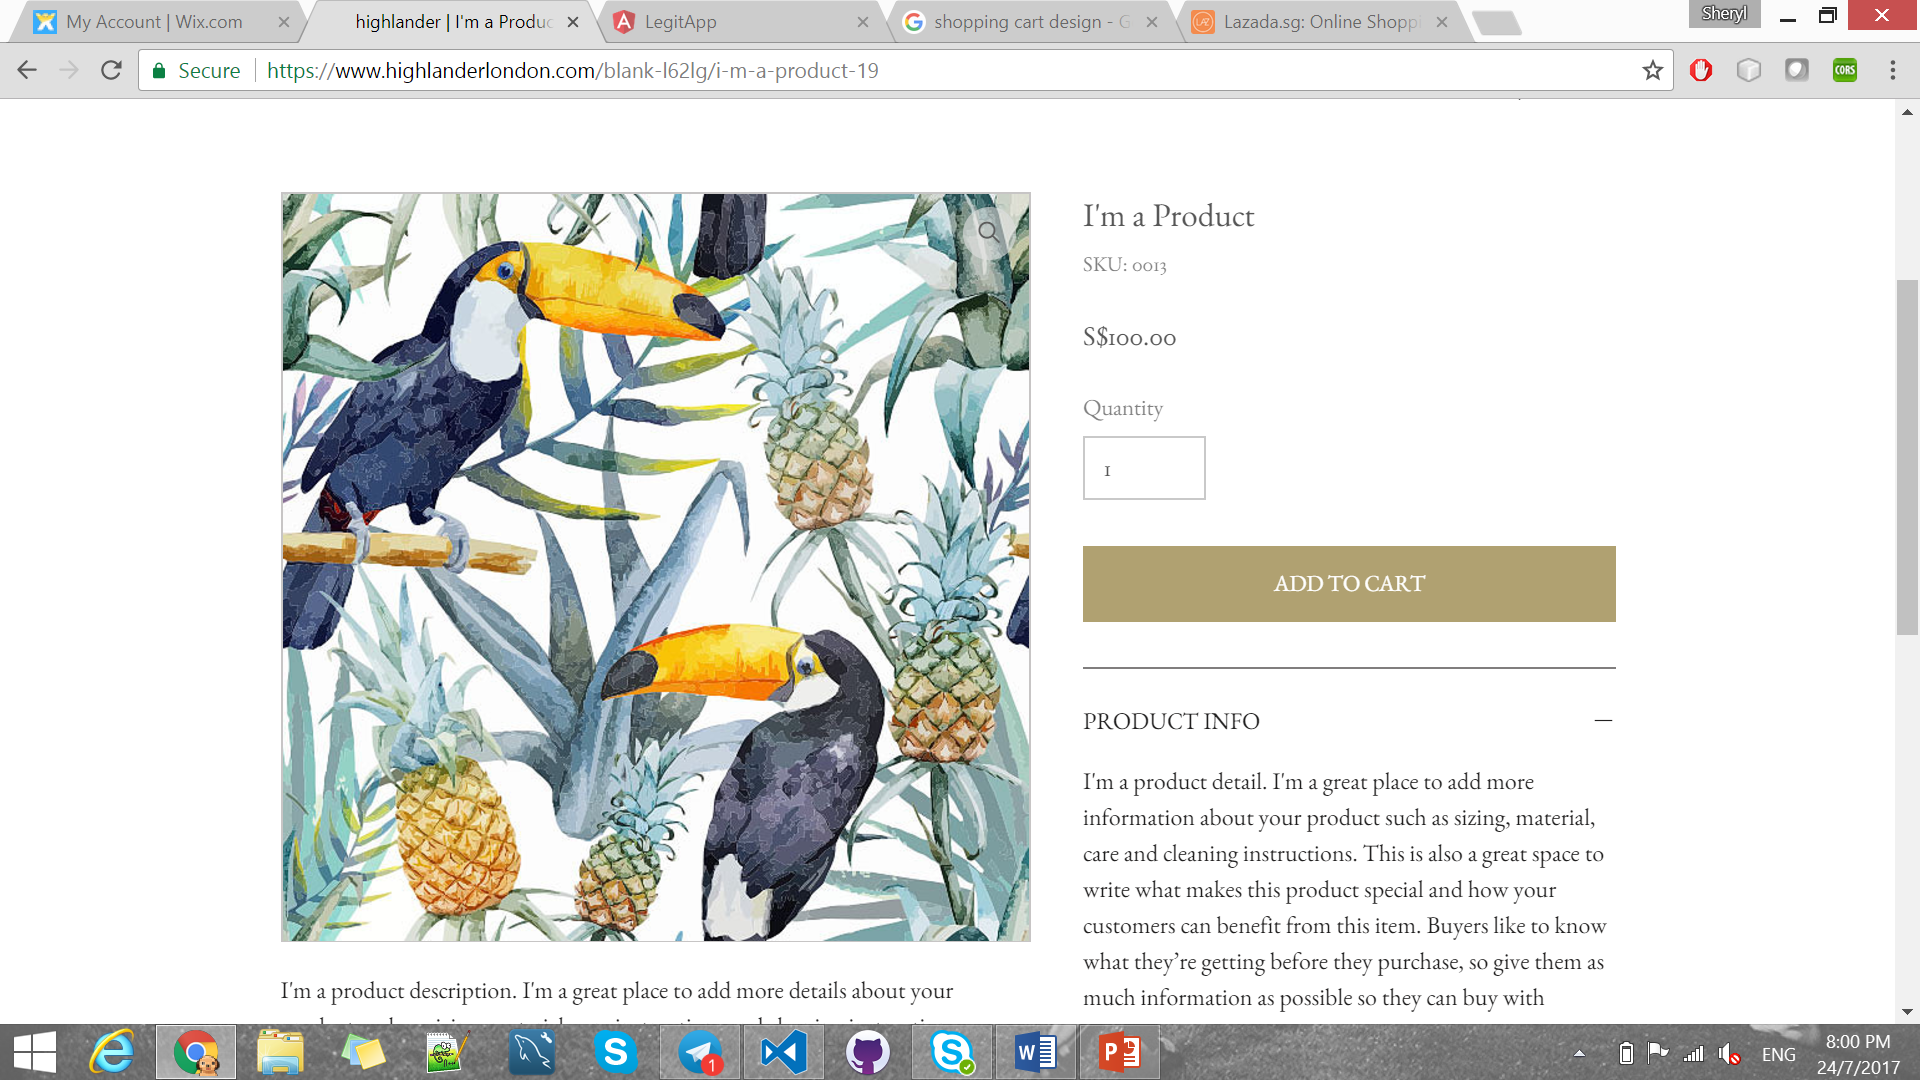 My Account | Wix.com
highlander | I'm a Produc
LegitApp
shopping cart design - G
Lazada.sg: Online Shopp
Sheryl
Secure
https://www.highlanderlondon.com/blank-l62lg/i-m-a-product-19
CORS
I'm a Product
SKU: 0013
S$100.00
Quantity
1
ADD TO CART
PRODUCT INFO
I'm a product detail. I'm a great place to add more
information about your product such as sizing, material,
care and cleaning instructions. This is also a great space to
write what makes this product special and how your
customers can benefit from this item. Buyers like to know
what they’re getting before they purchase, so give them as
much information as possible so they can buy with
I'm a product description. I'm a great place to add more details about your
1
ENG
8:00 PM
24/7/2017